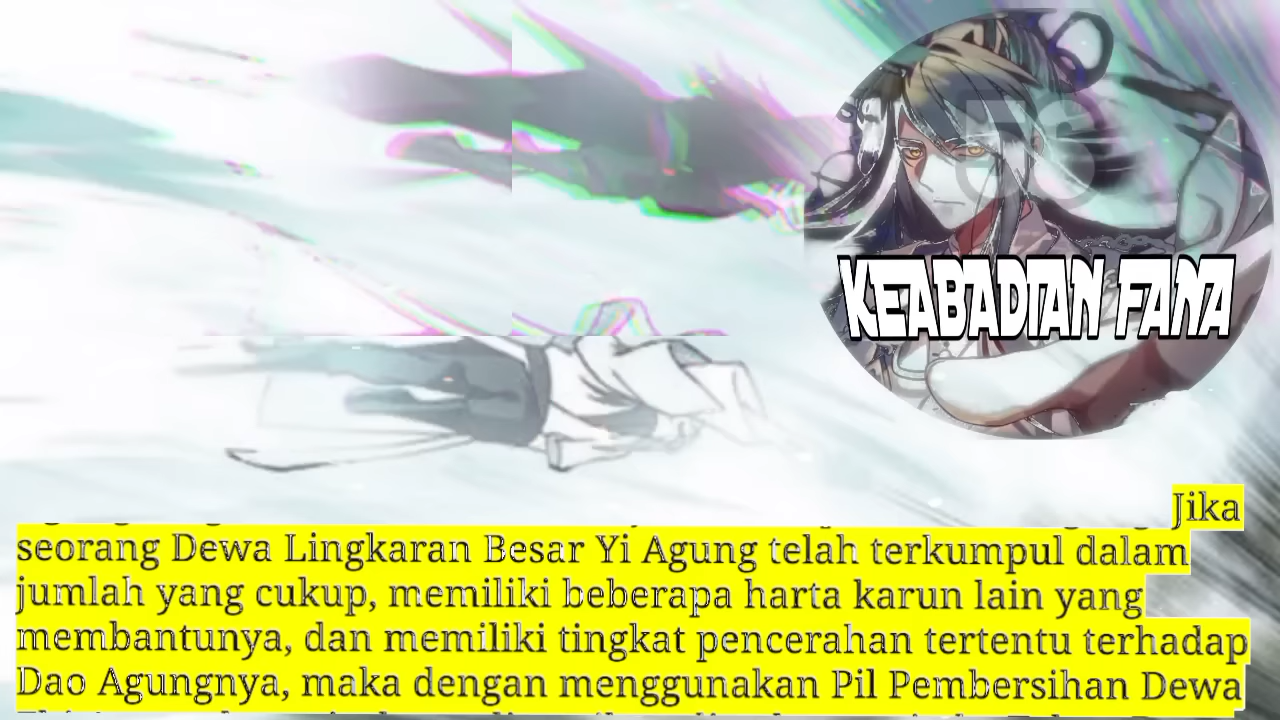 KEABADIAN FANA
Jika
seorang Dewa Lingkaran Besar Yi Agung telah terkumpul dalam
jumlah yang cukup, memiliki beberapa harta karun lain yang
membantunya, dan memiliki tingkat pencerahan tertentu terhadap
Dao Agungnya, maka dengan menggunakan Pil Pembersihan Dewa